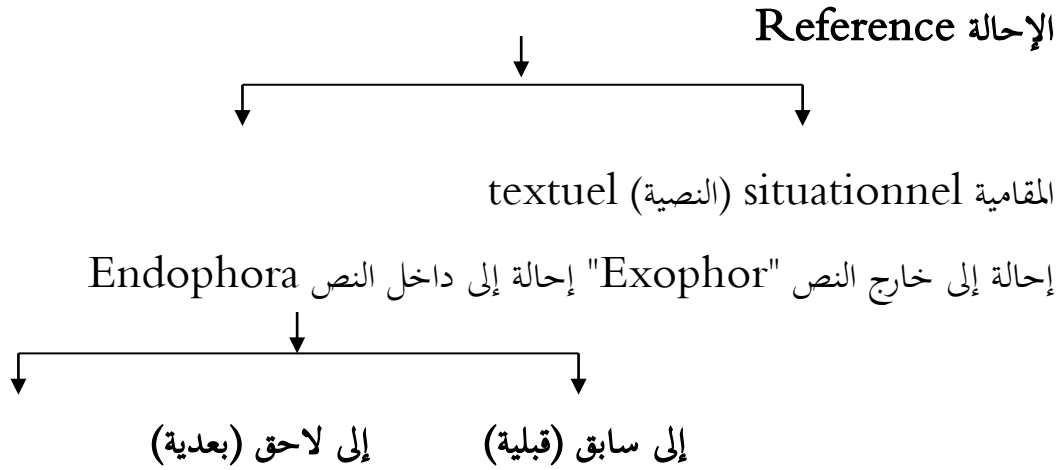 الإحالة Reference
المقامية situationnel (النصية) textuel
إحالة إلى خارج النص "Exophor" إحالة إلى داخل النص Endophora
إلى سابق (قبلية) إلى لاحق (بعدية)